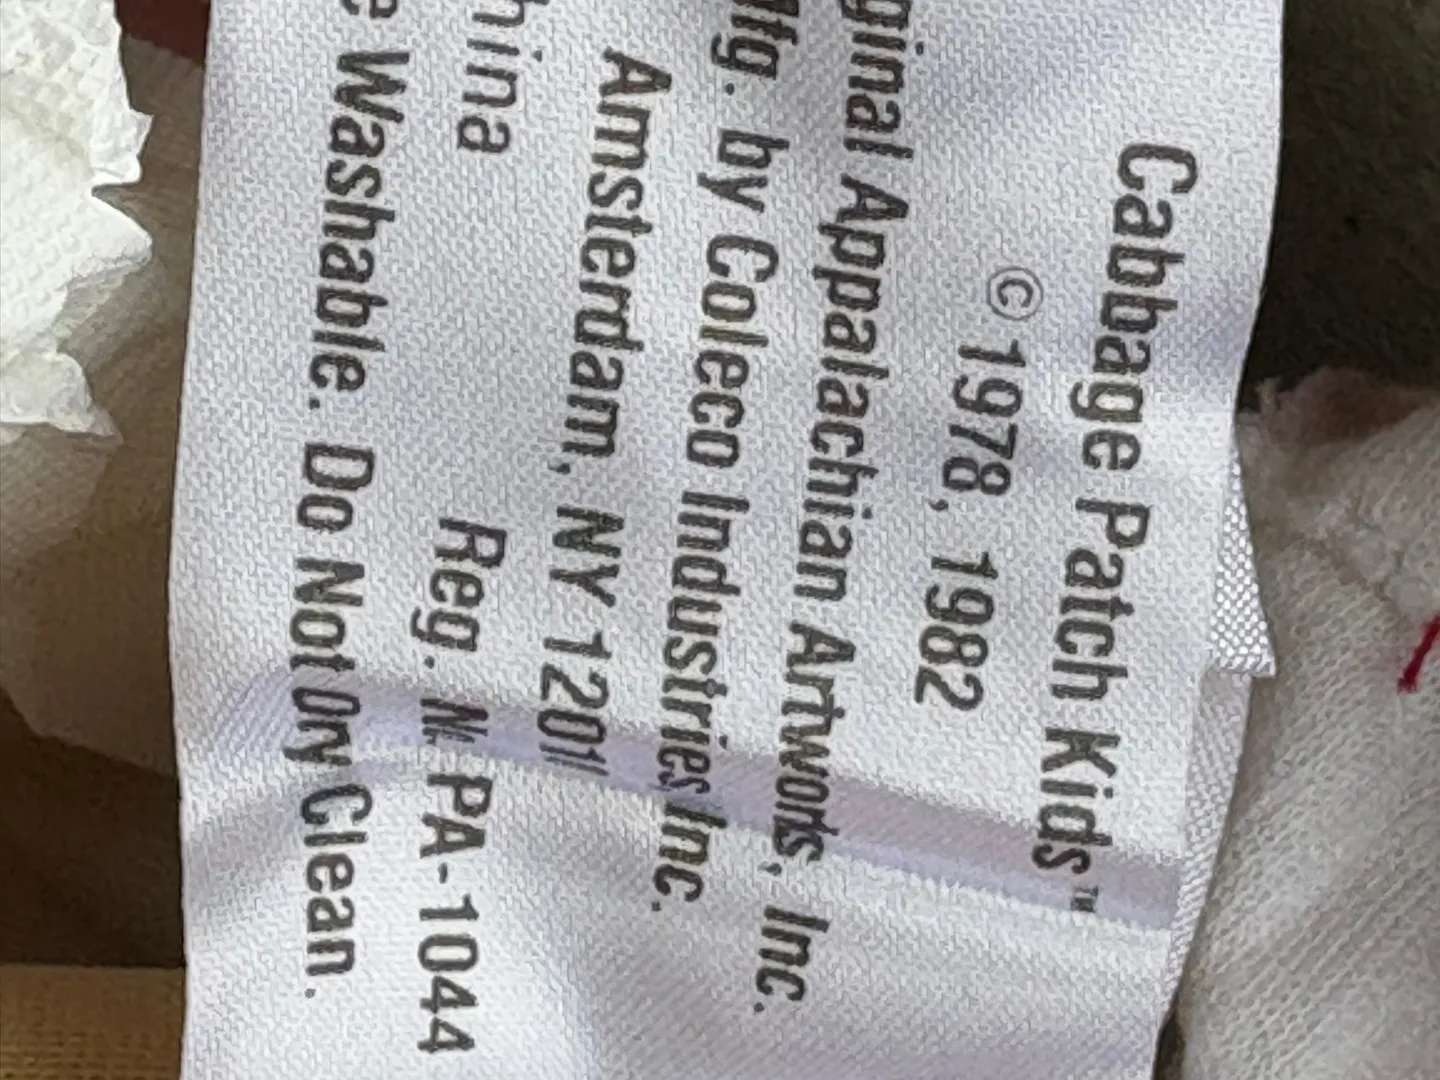 Cabbage Patch Kids™
© 1978, 1982
ginal Appalachian Artworks, Inc.
Mfg. by Coleco Industries Inc.
Amsterdam, NY 12011
hina
Reg. №. PA-1044
e Washable. Do Not Dry Clean.